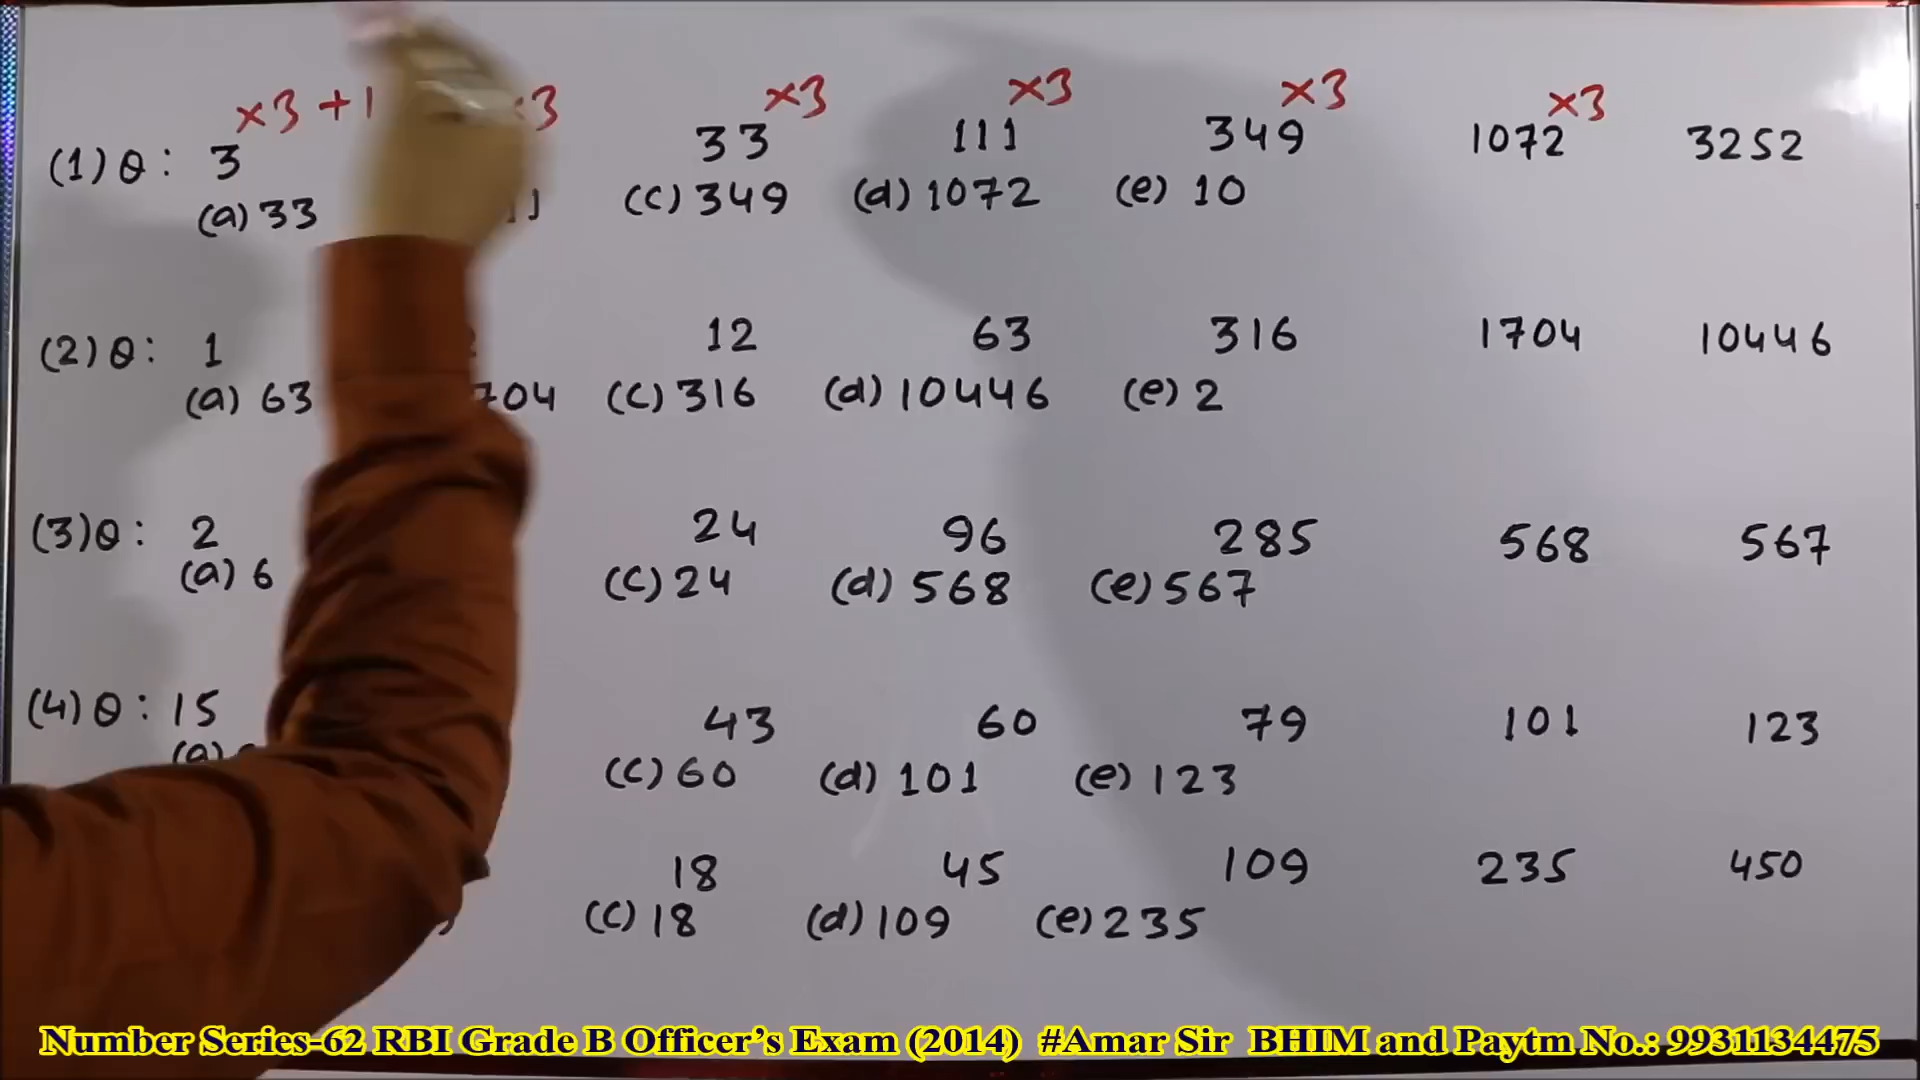 ×3 +1 ×3 ×3 ×3 ×3 ×3
(1) Q: 3 33 111 349 1072 3252
(a) 33 11 (c) 349 (d) 1072 (e) 10
(2) Q: 1 12 63 316 1704 10446
(a) 63 704 (c) 316 (d) 10446 (e) 2
(3) Q: 2 24 96 285 568 567
(a) 6 (c) 24 (d) 568 (e) 567
(4) Q: 15 43 60 79 101 123
(a) (c) 60 (d) 101 (e) 123
18 45 109 235 450
(c) 18 (d) 109 (e) 235
Number Series-62 RBI Grade B Officer’s Exam (2014) #Amar Sir BHIM and Paytm No.: 9931134475